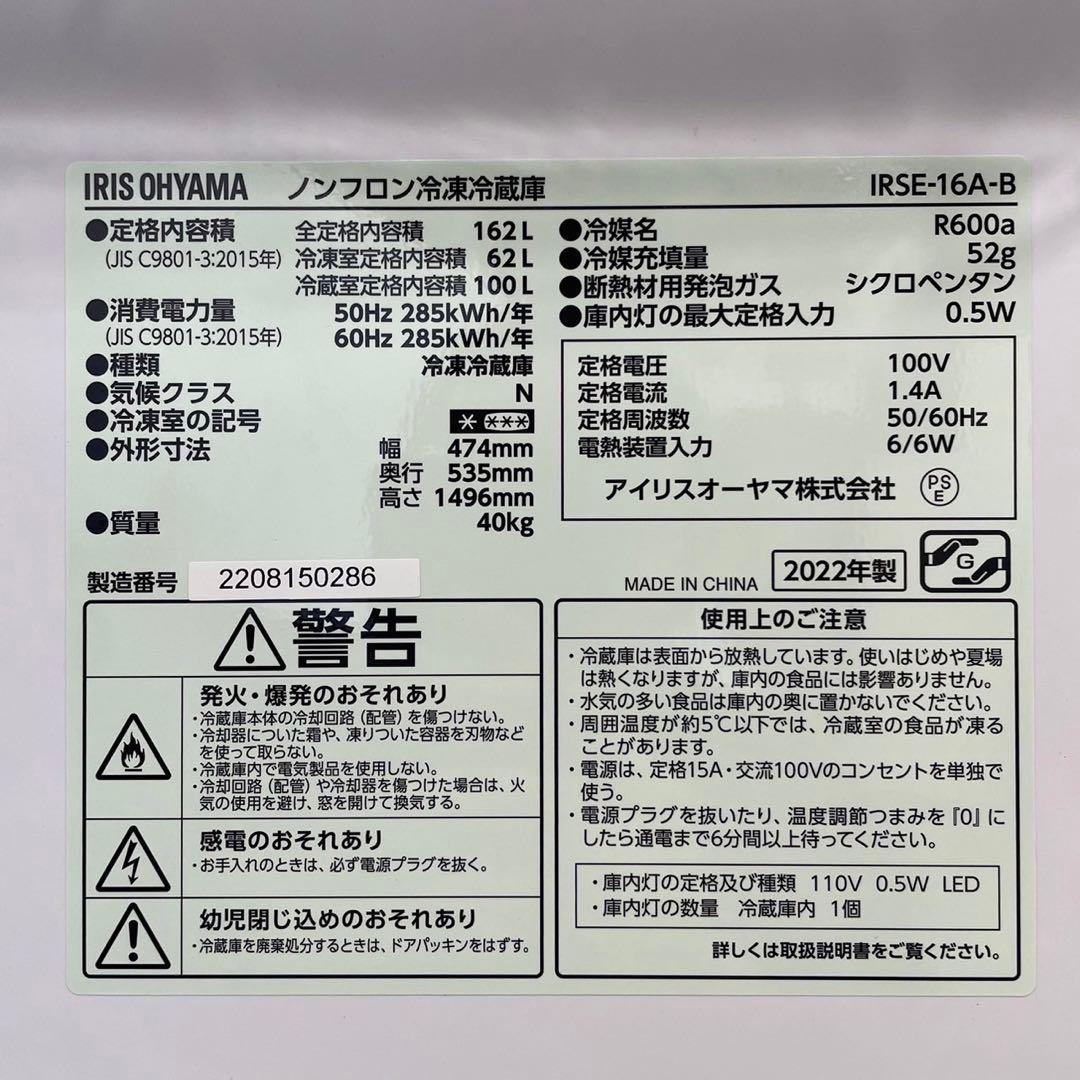 IRIS OHYAMA ノンフロン冷凍冷蔵庫 IRSE-16A-B
●定格内容積 全定格内容積 162L
(JIS C9801-3:2015年) 冷凍室定格内容積 62L
冷蔵室定格内容積 100L
●消費電力量 50Hz 285kWh/年
(JIS C9801-3:2015年) 60Hz 285kWh/年
●種類 冷凍冷蔵庫
●気候クラス N
●冷凍室の記号 * ***
●外形寸法 幅 474mm
奥行 535mm
高さ 1496mm
●質量 40kg
製造番号 2208150286
●冷媒名 R600a
●冷媒充填量 52g
●断熱材用発泡ガス シクロペンタン
●庫内灯の最大定格入力 0.5W
定格電圧 100V
定格電流 1.4A
定格周波数 50/60Hz
電熱装置入力 6/6W
アイリスオーヤマ株式会社 PSE
MADE IN CHINA 2022年製 G
警告
発火・爆発のおそれあり
・冷蔵庫本体の冷却回路（配管）を傷つけない。
・冷却器についた霜や、凍りついた容器を刃物など
を使って取らない。
・冷蔵庫内で電気製品を使用しない。
・冷却回路（配管）や冷却器を傷つけた場合は、火
気の使用を避け、窓を開けて換気する。
感電のおそれあり
・お手入れのときは、必ず電源プラグを抜く。
幼児閉じ込めのおそれあり
・冷蔵庫を廃棄処分するときは、ドアパッキンをはずす。
使用上のご注意
・冷蔵庫は表面から放熱しています。使いはじめや夏場
は熱くなりますが、庫内の食品には影響ありません。
・水気の多い食品は庫内の奥に置かないでください。
・周囲温度が約5℃以下では、冷蔵室の食品が凍る
ことがあります。
・電源は、定格15A・交流100Vのコンセントを単独で
使う。
・電源プラグを抜いたり、温度調節つまみを『0』に
したら通電まで6分間以上待ってください。
・庫内灯の定格及び種類 110V 0.5W LED
・庫内灯の数量 冷蔵庫内 1個
詳しくは取扱説明書をご覧ください。